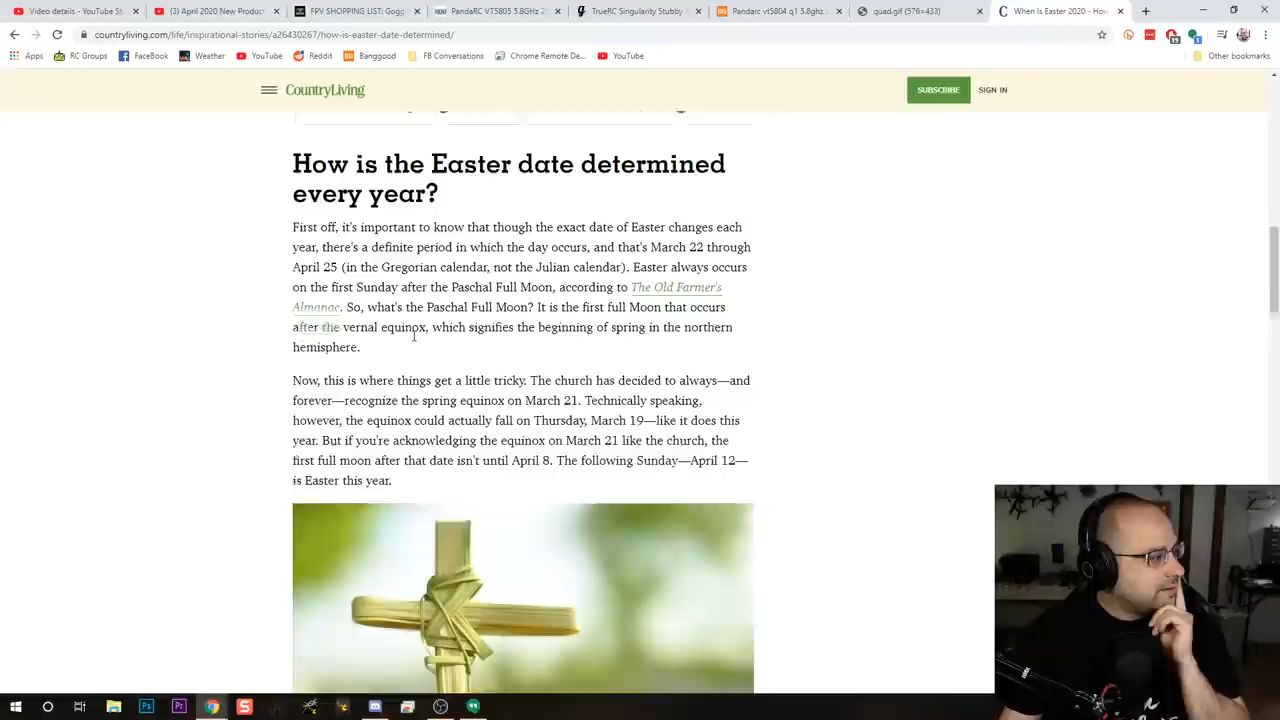 Video details - YouTube St
(3) April 2020 New Product
FPV SHOPPING LIST: Gogg
PandaRC VT5805 5.8GHz 2
TrueRC Singularity Stubby
Pandarc vt5804 q1 5.8ghz
quad.gif (576×433)
When Is Easter 2020 - Ho
countryliving.com/life/inspirational-stories/a26430267/how-is-easter-date-determined/
Apps
RC Groups
FaceBook
Weather
YouTube
Reddit
Banggood
FB Conversations
Chrome Remote De...
YouTube
Other bookmarks
CountryLiving
SUBSCRIBE
SIGN IN
How is the Easter date determined
every year?
First off, it's important to know that though the exact date of Easter changes each
year, there's a definite period in which the day occurs, and that's March 22 through
April 25 (in the Gregorian calendar, not the Julian calendar). Easter always occurs
on the first Sunday after the Paschal Full Moon, according to The Old Farmer's
Almanac. So, what's the Paschal Full Moon? It is the first full Moon that occurs
after the vernal equinox, which signifies the beginning of spring in the northern
hemisphere.
Now, this is where things get a little tricky. The church has decided to always—and
forever—recognize the spring equinox on March 21. Technically speaking,
however, the equinox could actually fall on Thursday, March 19—like it does this
year. But if you're acknowledging the equinox on March 21 like the church, the
first full moon after that date isn't until April 8. The following Sunday—April 12—
is Easter this year.